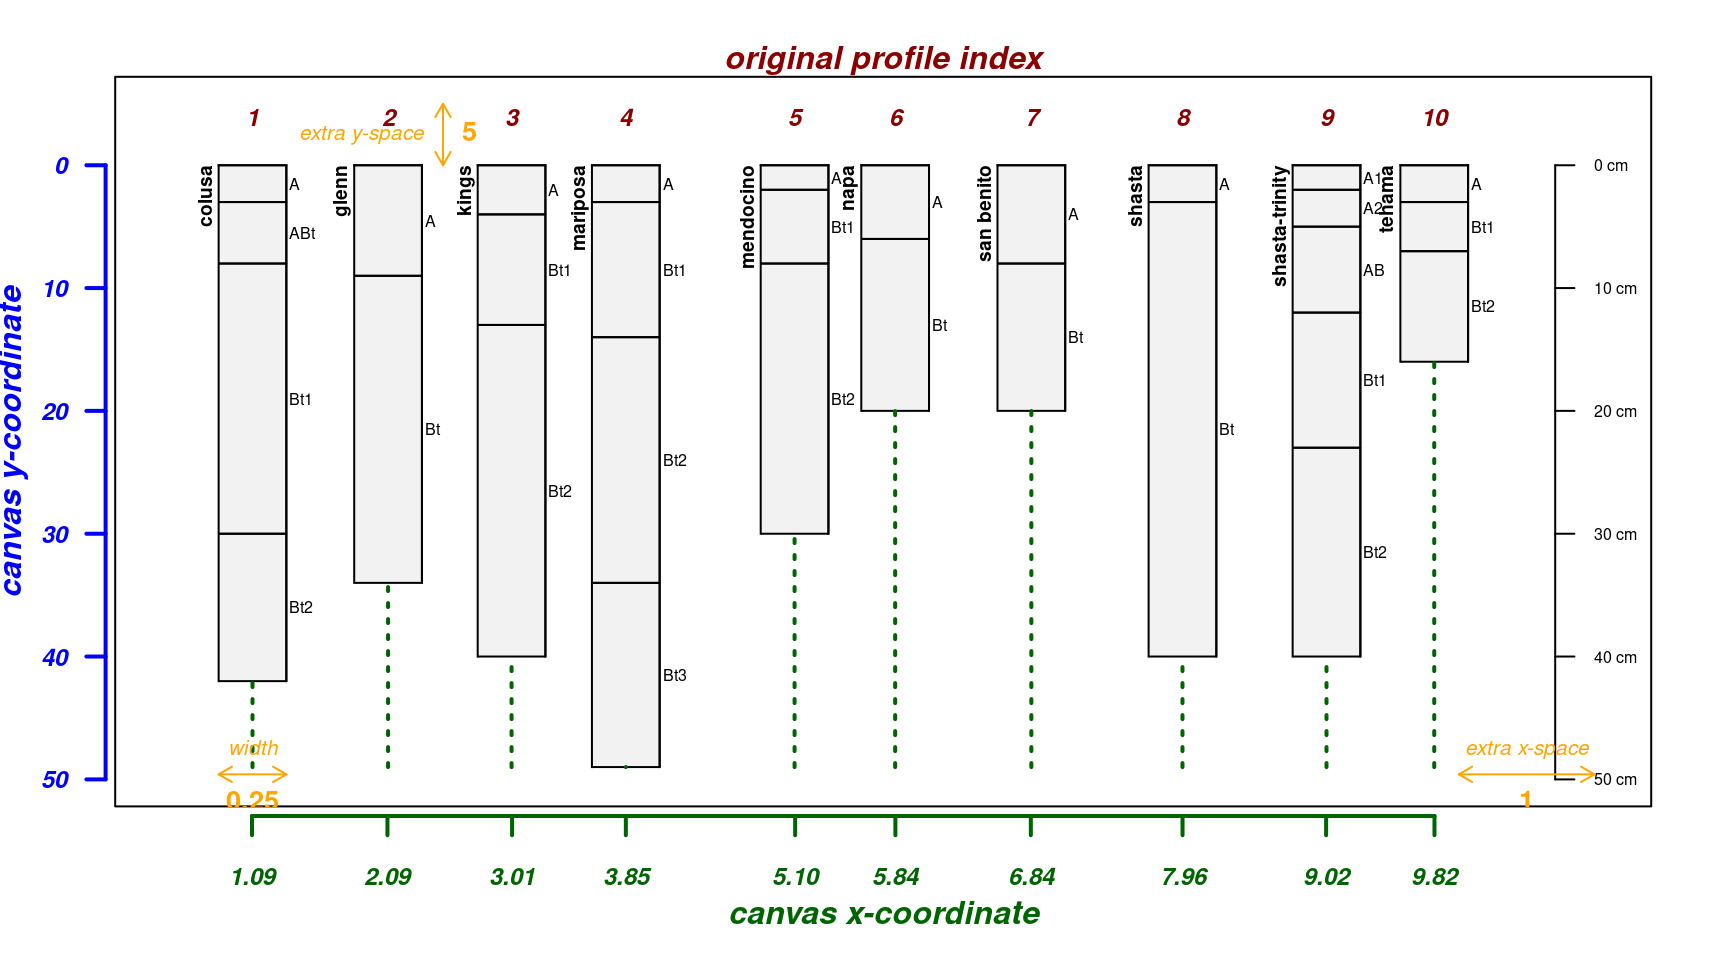 original profile index
1 2 3 4 5 6 7 8 9 10
extra y-space 5
canvas y-coordinate
0
10
20
30
40
50
colusa
A
ABt
Bt1
Bt2
glenn
A
Bt
kings
A
Bt1
Bt2
mariposa
A
Bt1
Bt2
Bt3
mendocino
A
Bt1
Bt2
napa
A
Bt
san benito
A
Bt
shasta
A
Bt
shasta-trinity
A1
A2
AB
Bt1
Bt2
tehama
A
Bt1
Bt2
0 cm
10 cm
20 cm
30 cm
40 cm
50 cm
width
0.25
extra x-space
1
1.09 2.09 3.01 3.85 5.10 5.84 6.84 7.96 9.02 9.82
canvas x-coordinate